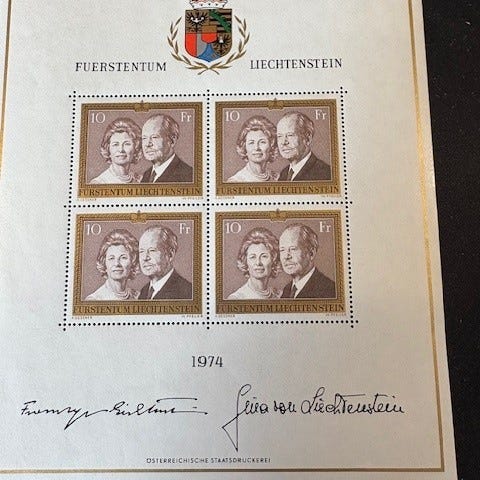 FUERSTENTUM LIECHTENSTEIN
10 Fr 10 Fr
FÜRSTENTUM LIECHTENSTEIN FÜRSTENTUM LIECHTENSTEIN
10 Fr 10 Fr
FÜRSTENTUM LIECHTENSTEIN FÜRSTENTUM LIECHTENSTEIN
1974
Gina von Liechtenstein
ÖSTERREICHISCHE STAATSDRUCKEREI